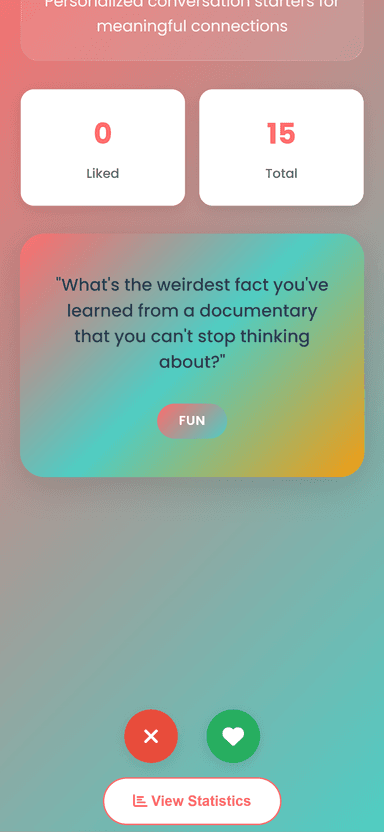 Personalized conversation starters for
meaningful connections
0
Liked
15
Total
"What's the weirdest fact you've
learned from a documentary
that you can't stop thinking
about?"
FUN
View Statistics